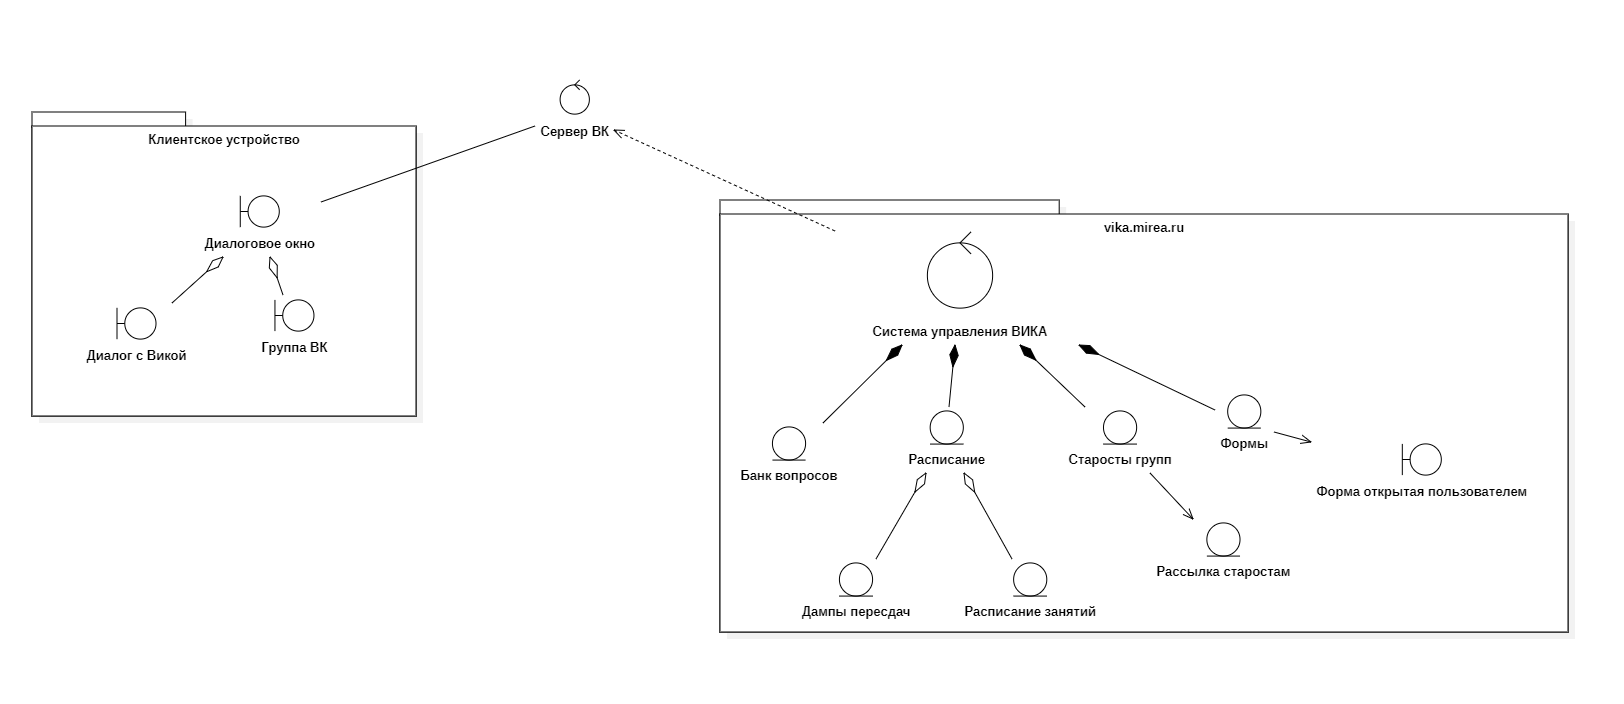 Сервер ВК
Клиентское устройство
Диалоговое окно
Диалог с Викой
Группа ВК
vika.mirea.ru
Система управления ВИКА
Банк вопросов
Расписание
Старосты групп
Формы
Форма открытая пользователем
Рассылка старостам
Дампы пересдач
Расписание занятий